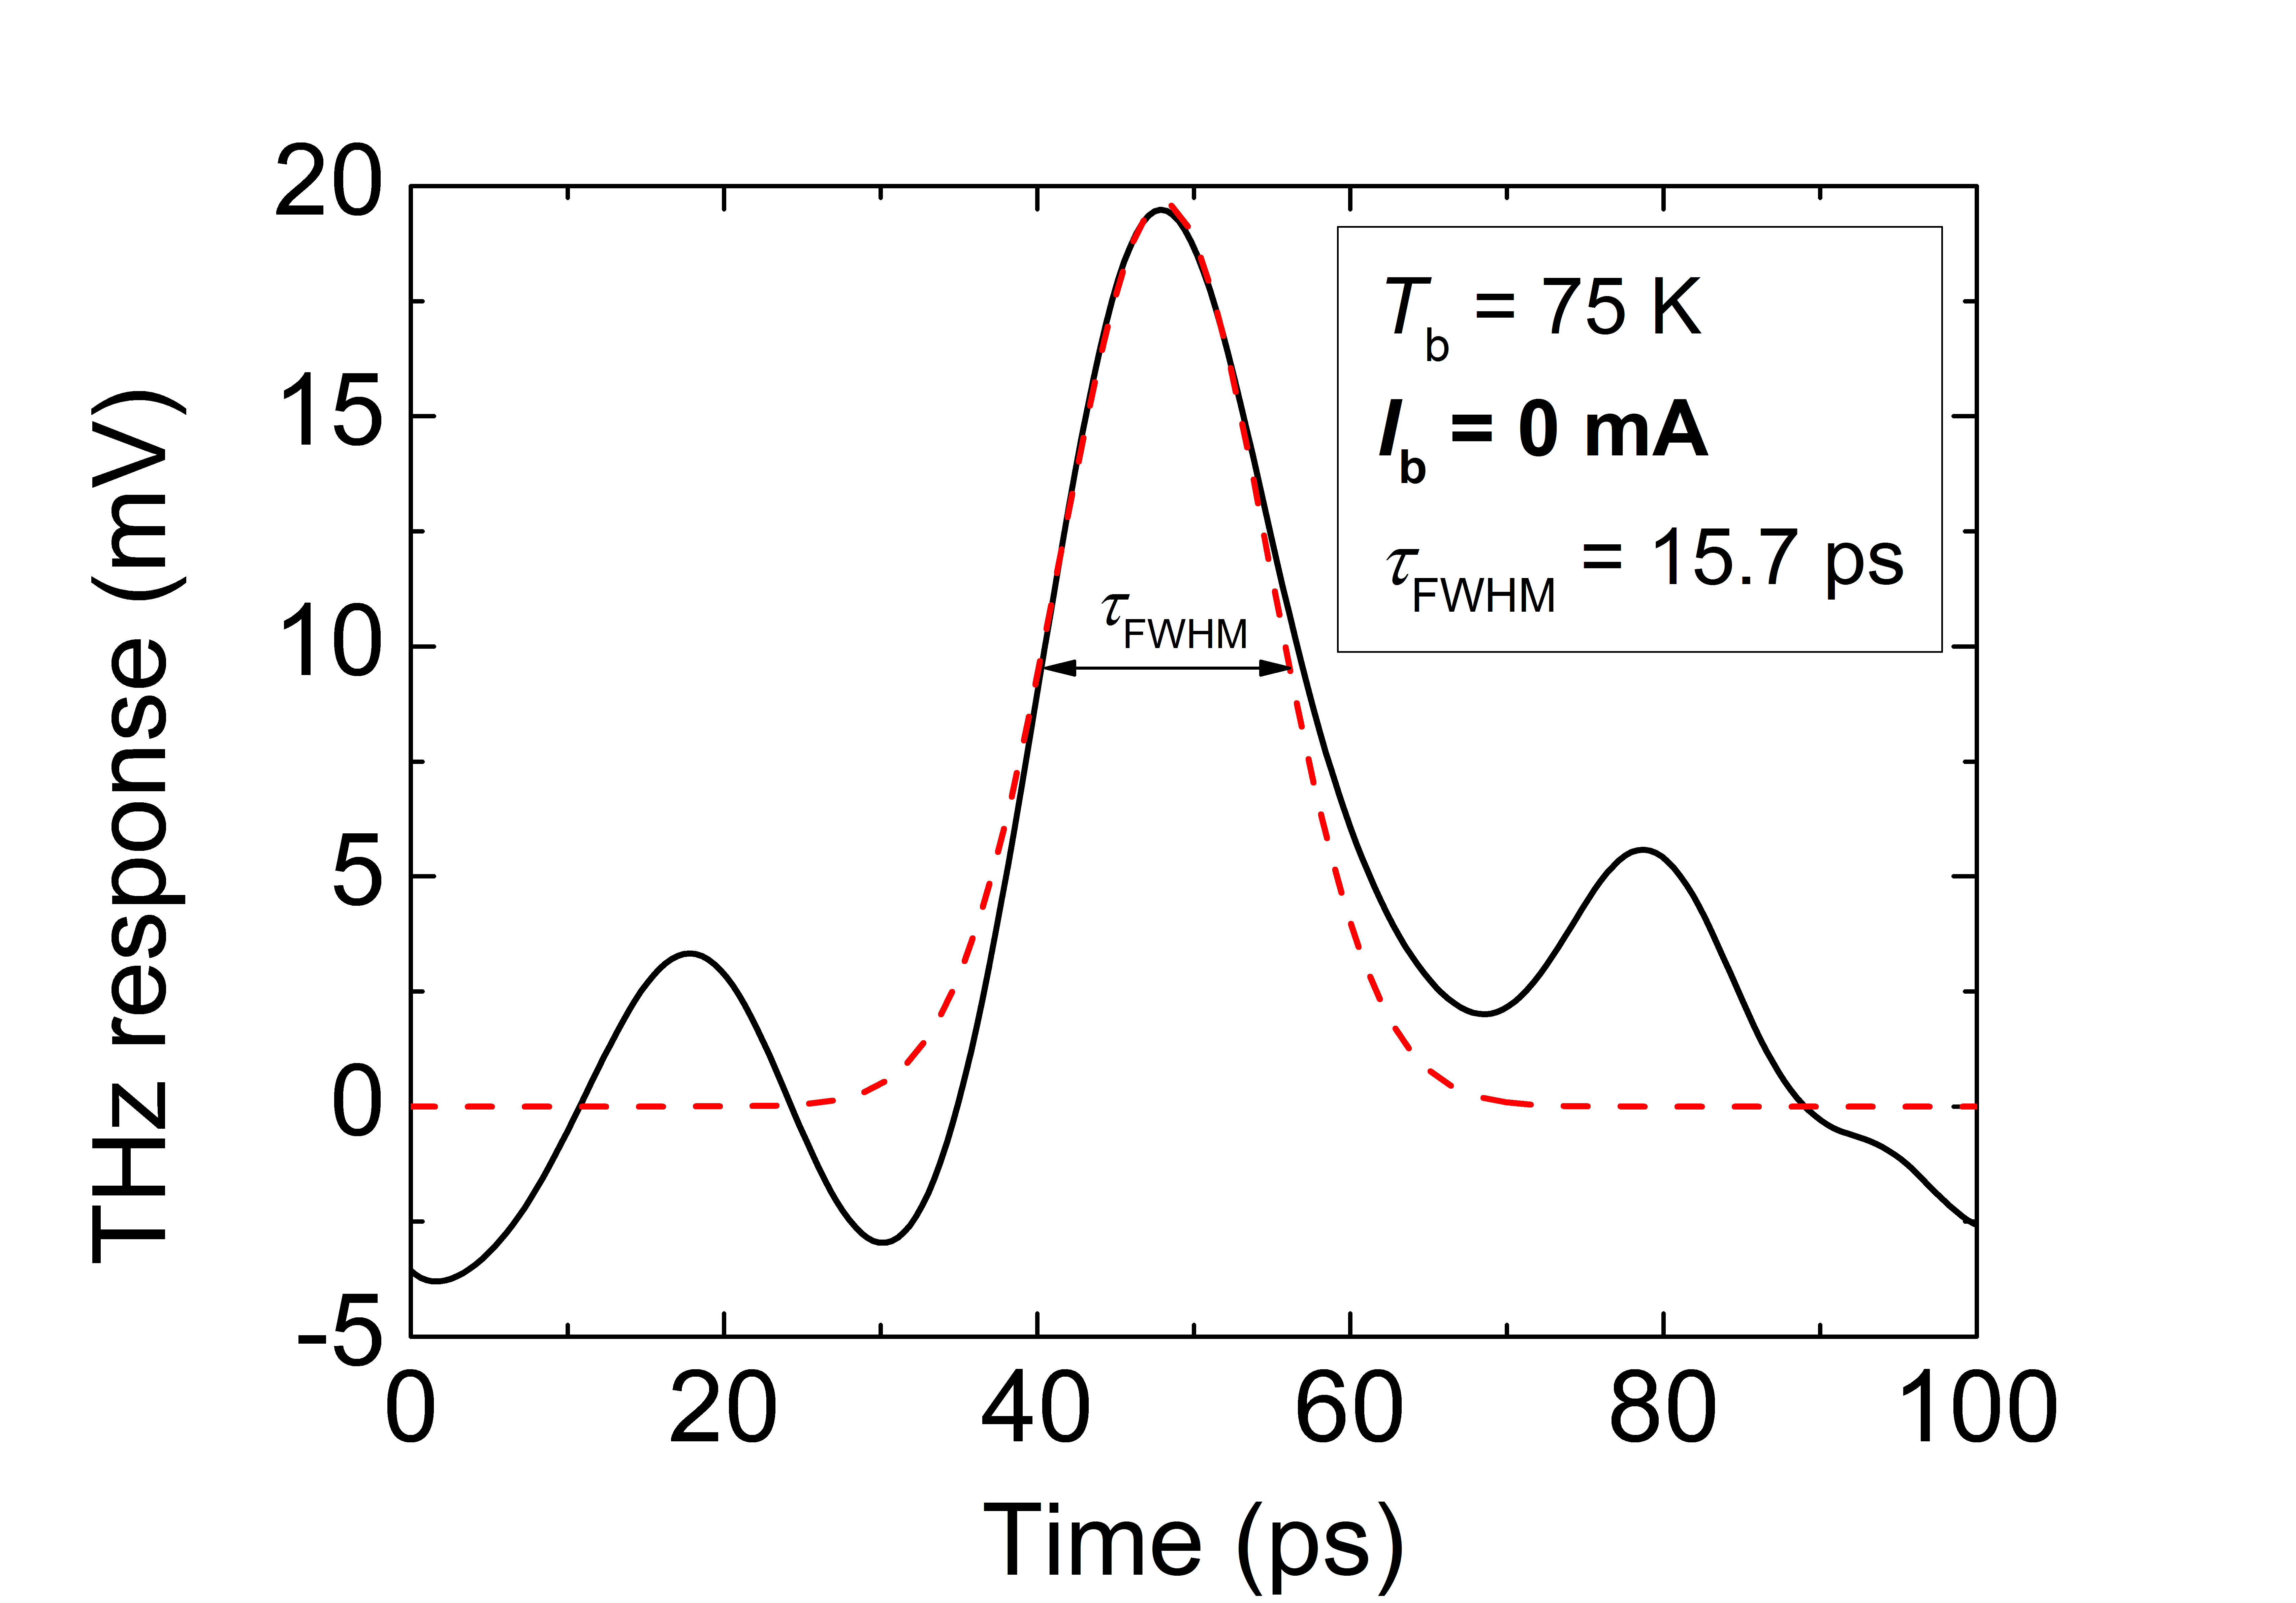 20
15
10
5
0
-5
THz response (mV)
T_b = 75 K
I_b = 0 mA
τ_FWHM = 15.7 ps
τ_FWHM
0 20 40 60 80 100
Time (ps)